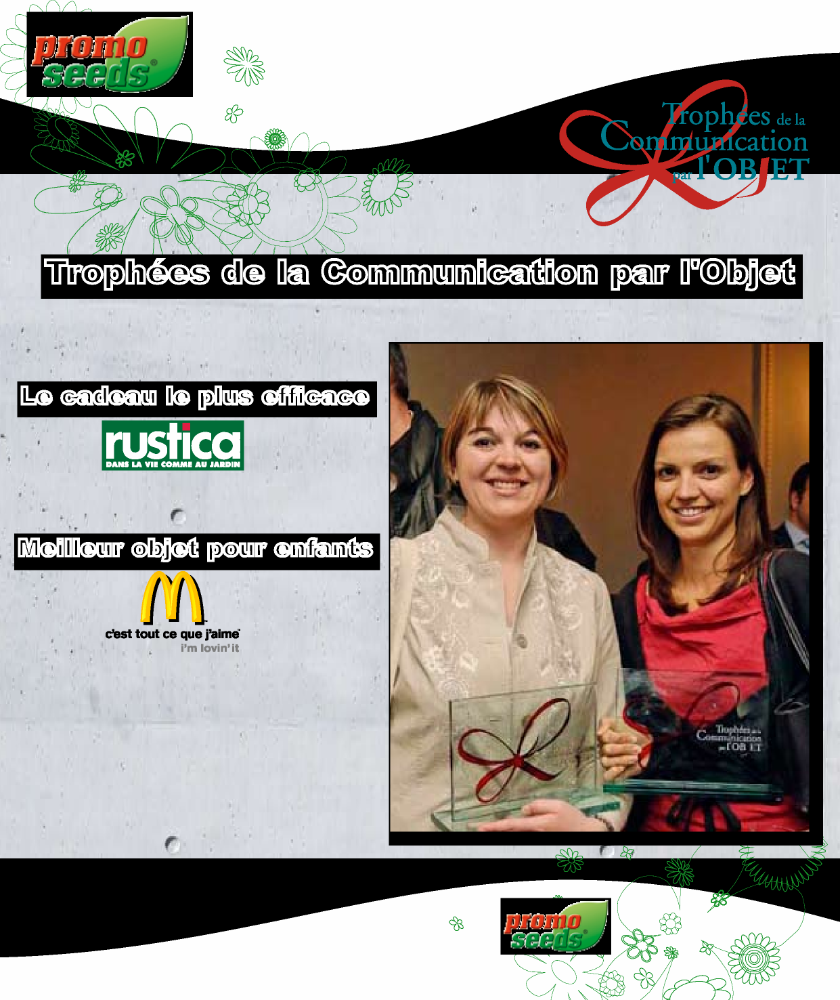 promo
seeds®
Trophées de la
Communication
par l'OBJET
Trophées de la Communication par l'Objet
Le cadeau le plus efficace
rustica
DANS LA VIE COMME AU JARDIN
Meilleur objet pour enfants
M
c'est tout ce que j'aime™
i'm lovin' it
Trophées de la
Communication
par l'OBJET
promo
seeds®